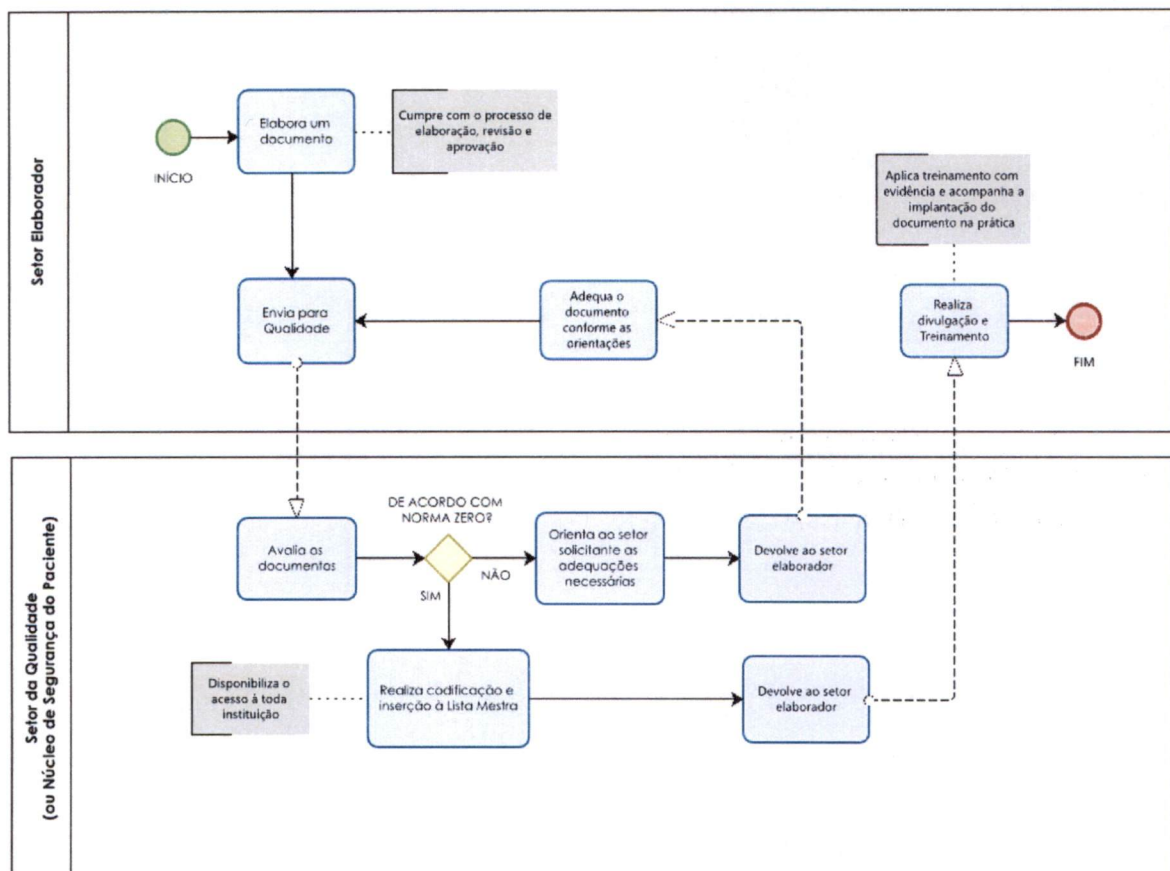 Setor Elaborador
INÍCIO
Elabora um
documento
Cumpre com o processo de
elaboração, revisão e
aprovação
Aplica treinamento com
evidência e acompanha a
implantação do
documento na prática
Envia para
Qualidade
Adequa o
documento
conforme as
orientações
Realiza
divulgação e
Treinamento
FIM
Setor da Qualidade
(ou Núcleo de Segurança do Paciente)
Avalia os
documentos
DE ACORDO COM
NORMA ZERO?
NÃO
SIM
Orienta ao setor
solicitante as
adequações
necessárias
Devolve ao setor
elaborador
Disponibiliza o
acesso à toda
instituição
Realiza codificação e
inserção à Lista Mestra
Devolve ao setor
elaborador